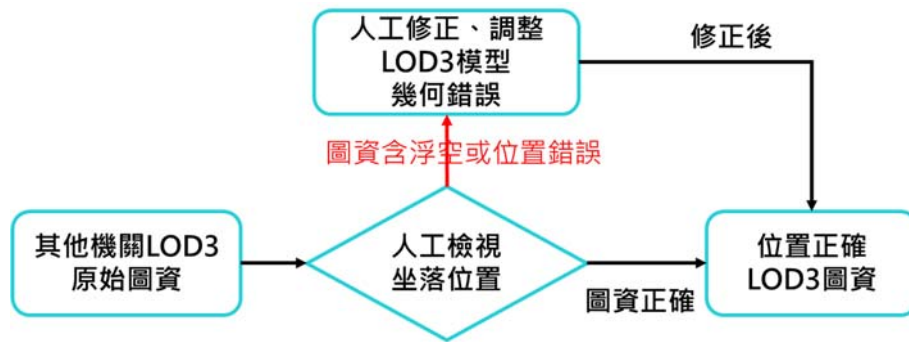 人工修正、調整
LOD3模型
幾何錯誤
修正後
圖資含浮空或位置錯誤
其他機關LOD3
原始圖資
人工檢視
坐落位置
圖資正確
位置正確
LOD3圖資